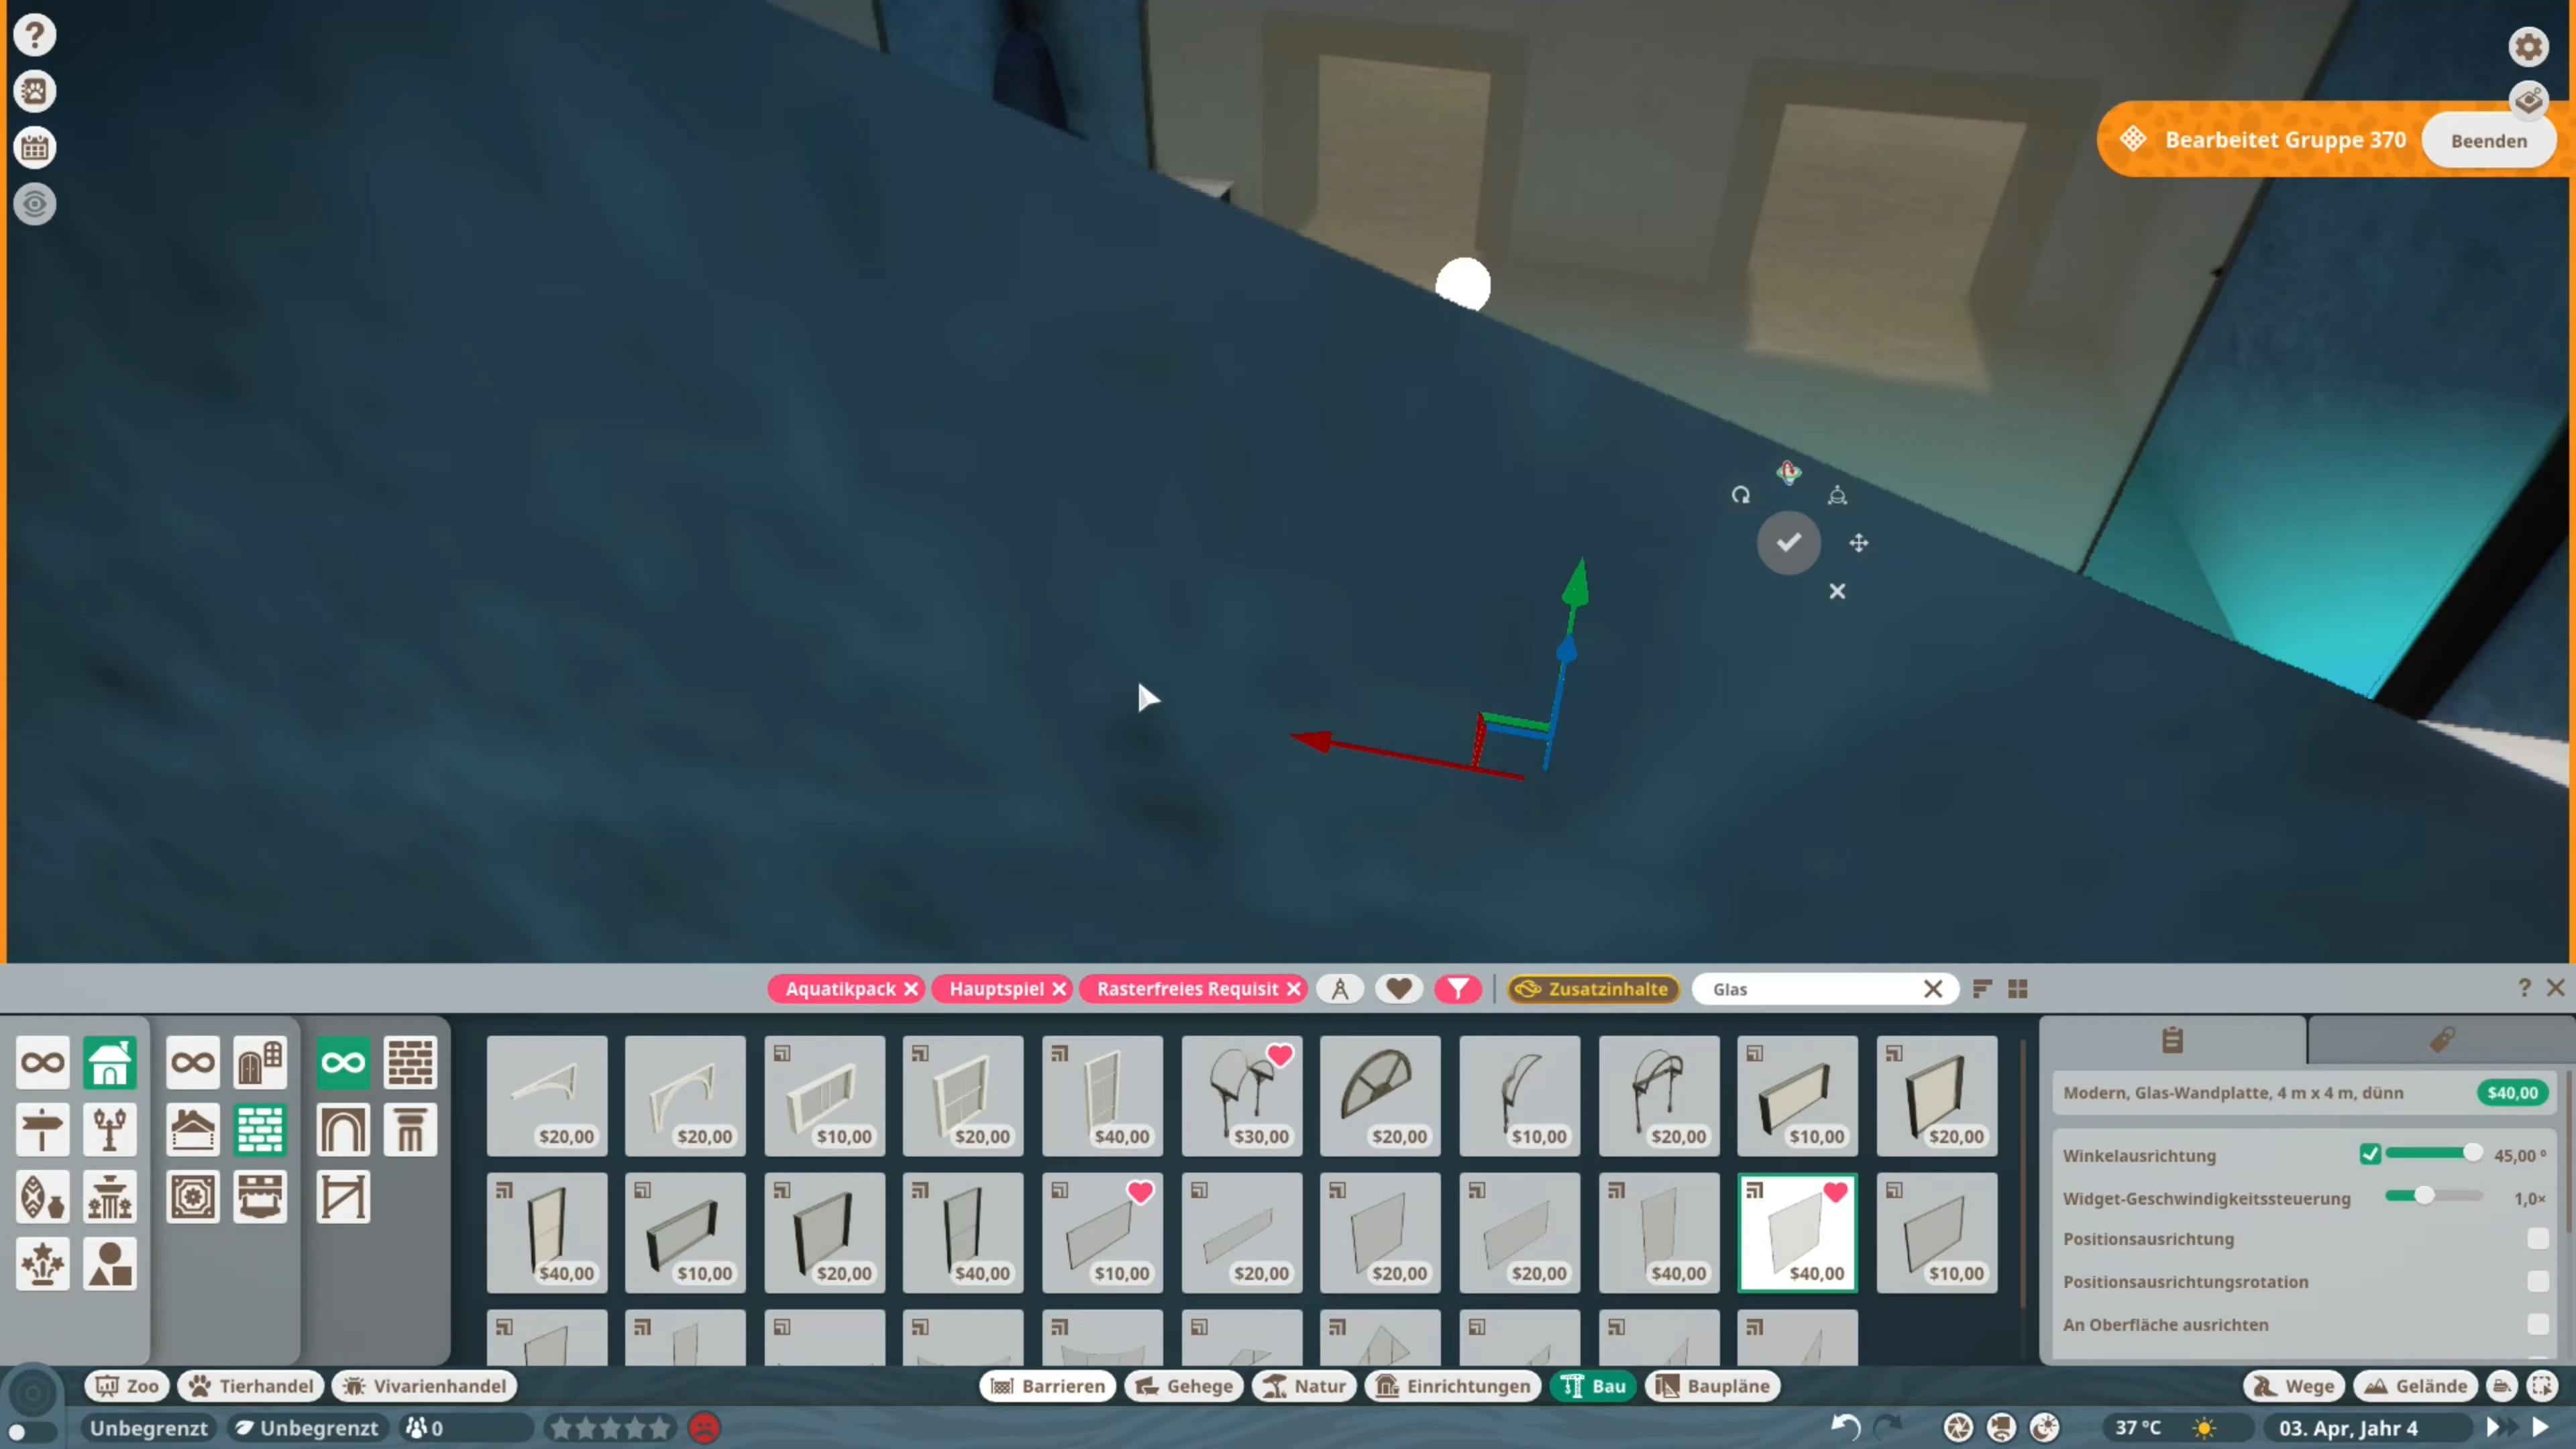 Bearbeitet Gruppe 370
Beenden
Aquatikpack
Hauptspiel
Rasterfreies Requisit
Zusatzinhalte
Glas
$20,00 $20,00 $10,00 $20,00 $40,00 $30,00 $20,00 $10,00 $20,00 $10,00 $20,00
$40,00 $10,00 $20,00 $40,00 $10,00 $20,00 $20,00 $20,00 $40,00 $40,00 $10,00
Modern, Glas-Wandplatte, 4 m x 4 m, dünn $40,00
Winkelausrichtung 45,00 °
Widget-Geschwindigkeitssteuerung 1,0×
Positionsausrichtung
Positionsausrichtungsrotation
An Oberfläche ausrichten
Zoo Tierhandel Vivarienhandel Barrieren Gehege Natur Einrichtungen Bau Baupläne Wege Gelände
Unbegrenzt Unbegrenzt 0 37 °C 03. Apr, Jahr 4